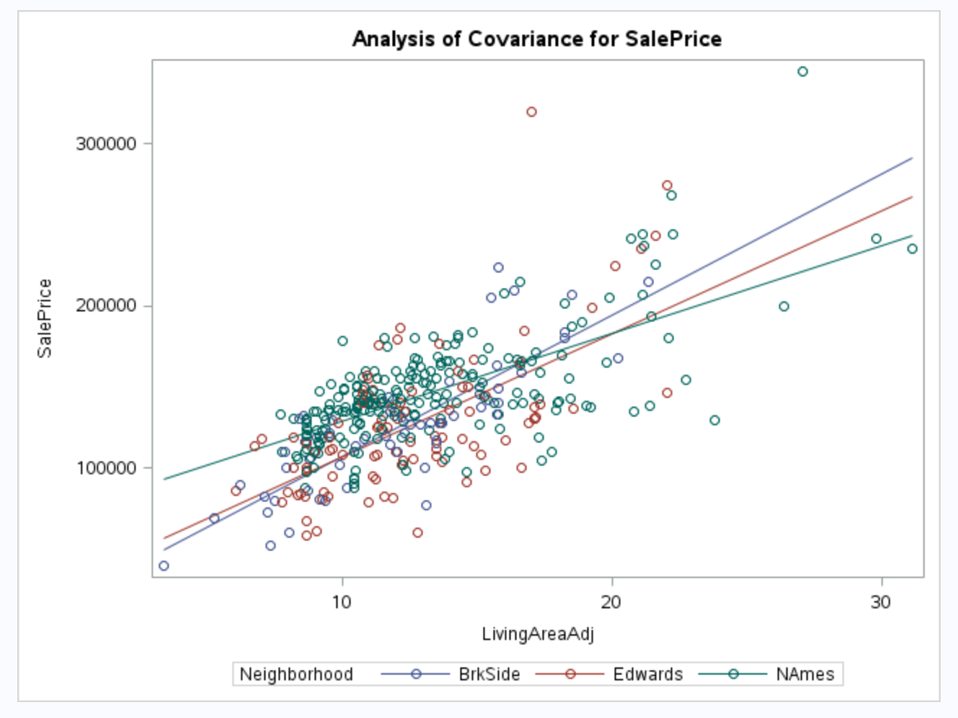 Analysis of Covariance for SalePrice
300000
200000
100000
SalePrice
10 20 30
LivingAreaAdj
Neighborhood BrkSide Edwards NAmes